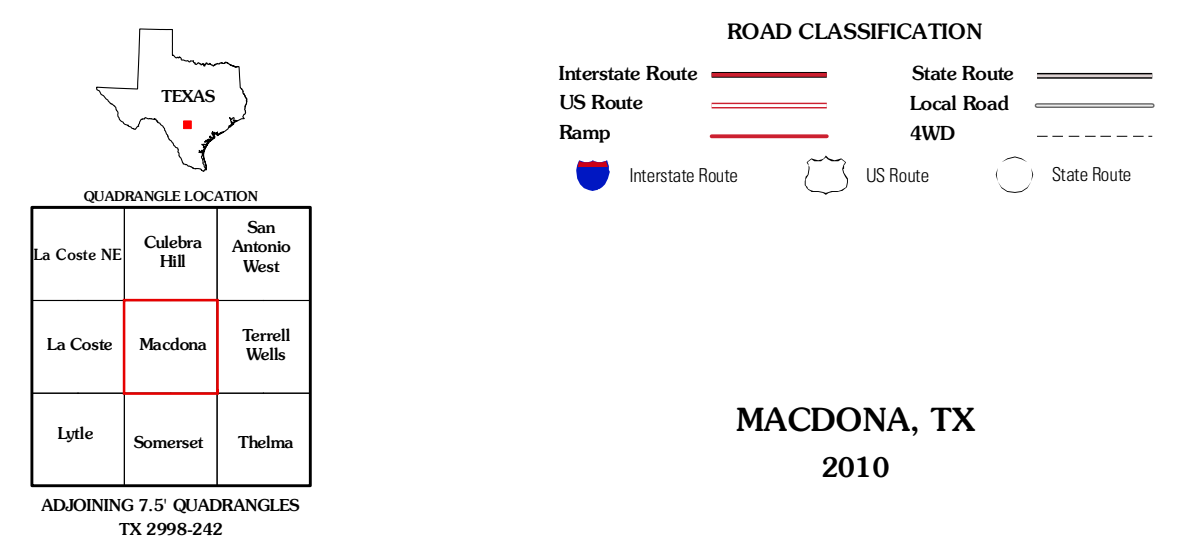 TEXAS
QUADRANGLE LOCATION
La Coste NE
Culebra
Hill
San
Antonio
West
La Coste
Macdona
Terrell
Wells
Lytle
Somerset
Thelma
ADJOINING 7.5' QUADRANGLES
TX 2998-242
ROAD CLASSIFICATION
Interstate Route
State Route
US Route
Local Road
Ramp
4WD
Interstate Route
US Route
State Route
MACDONA, TX
2010